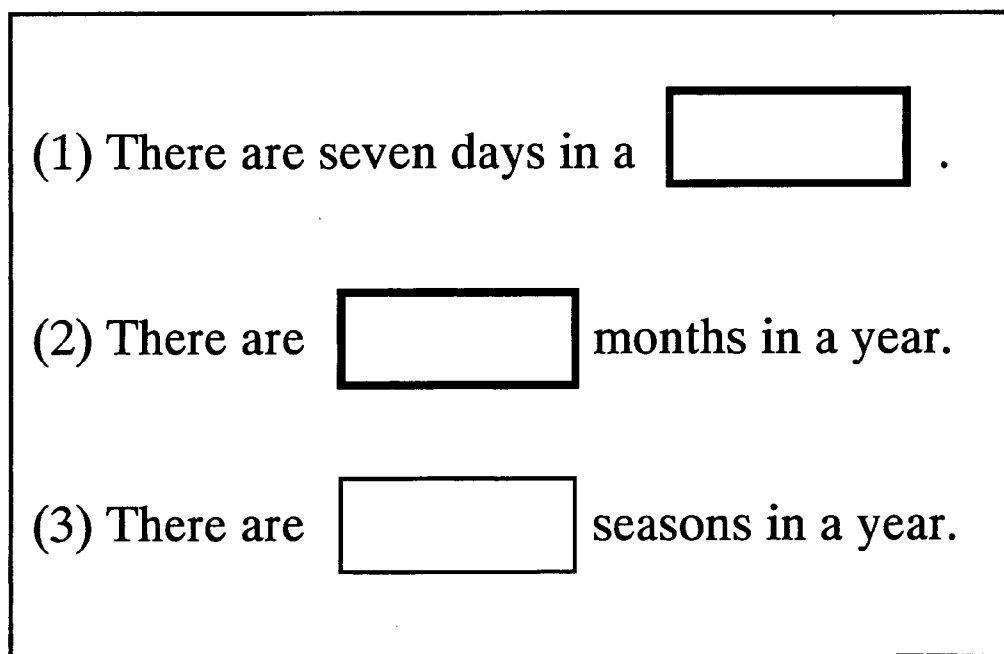 (1) There are seven days in a .
(2) There are months in a year.
(3) There are seasons in a year.